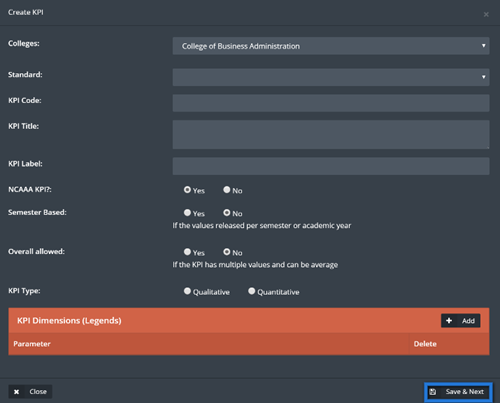 Create KPI
Colleges: College of Business Administration
Standard:
KPI Code:
KPI Title:
KPI Label:
NCAAA KPI?: Yes No
Semester Based: Yes No
If the values released per semester or academic year
Overall allowed: Yes No
If the KPI has multiple values and can be average
KPI Type: Qualitative Quantitative
KPI Dimensions (Legends) + Add
Parameter Delete
× Close Save & Next